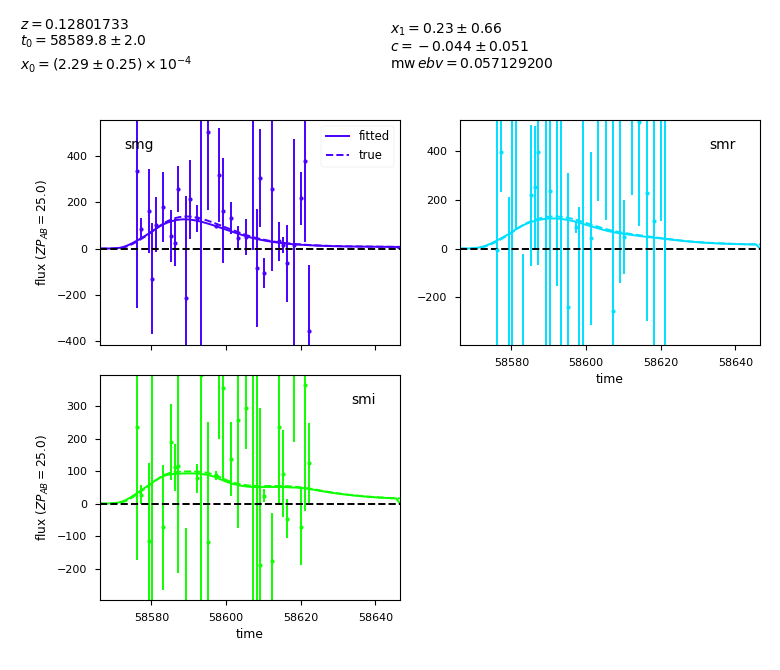 z = 0.12801733
t₀ = 58589.8 ± 2.0
x₀ = (2.29 ± 0.25) × 10⁻⁴
x₁ = 0.23 ± 0.66
c = −0.044 ± 0.051
mw ebv = 0.057129200
smg
fitted
true
400
200
0
−200
−400
flux (ZP_AB = 25.0)
smr
400
200
0
−200
58580 58600 58620 58640
time
smi
300
200
100
0
−100
−200
flux (ZP_AB = 25.0)
58580 58600 58620 58640
time